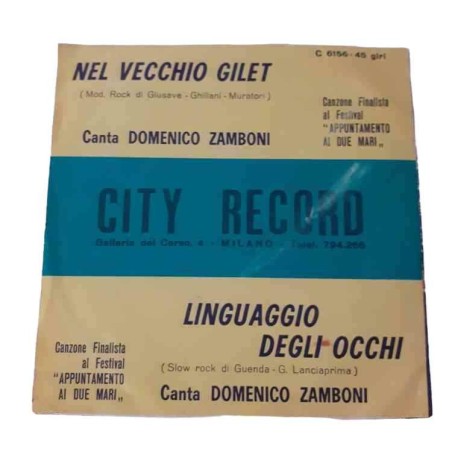 C 6156 - 45 giri
NEL VECCHIO GILET
( Mod. Rock di Giusave - Ghillani - Muratori )
Canta DOMENICO ZAMBONI
Canzone Finalista
al Festival
"APPUNTAMENTO
AI DUE MARI„
CITY RECORD
Galleria del Corso, 4 - MILANO - Telef. 794.265
LINGUAGGIO
DEGLI OCCHI
( Slow rock di Guenda - G. Lanciaprima )
Canta DOMENICO ZAMBONI
Canzone Finalista
al Festival
"APPUNTAMENTO
AI DUE MARI„